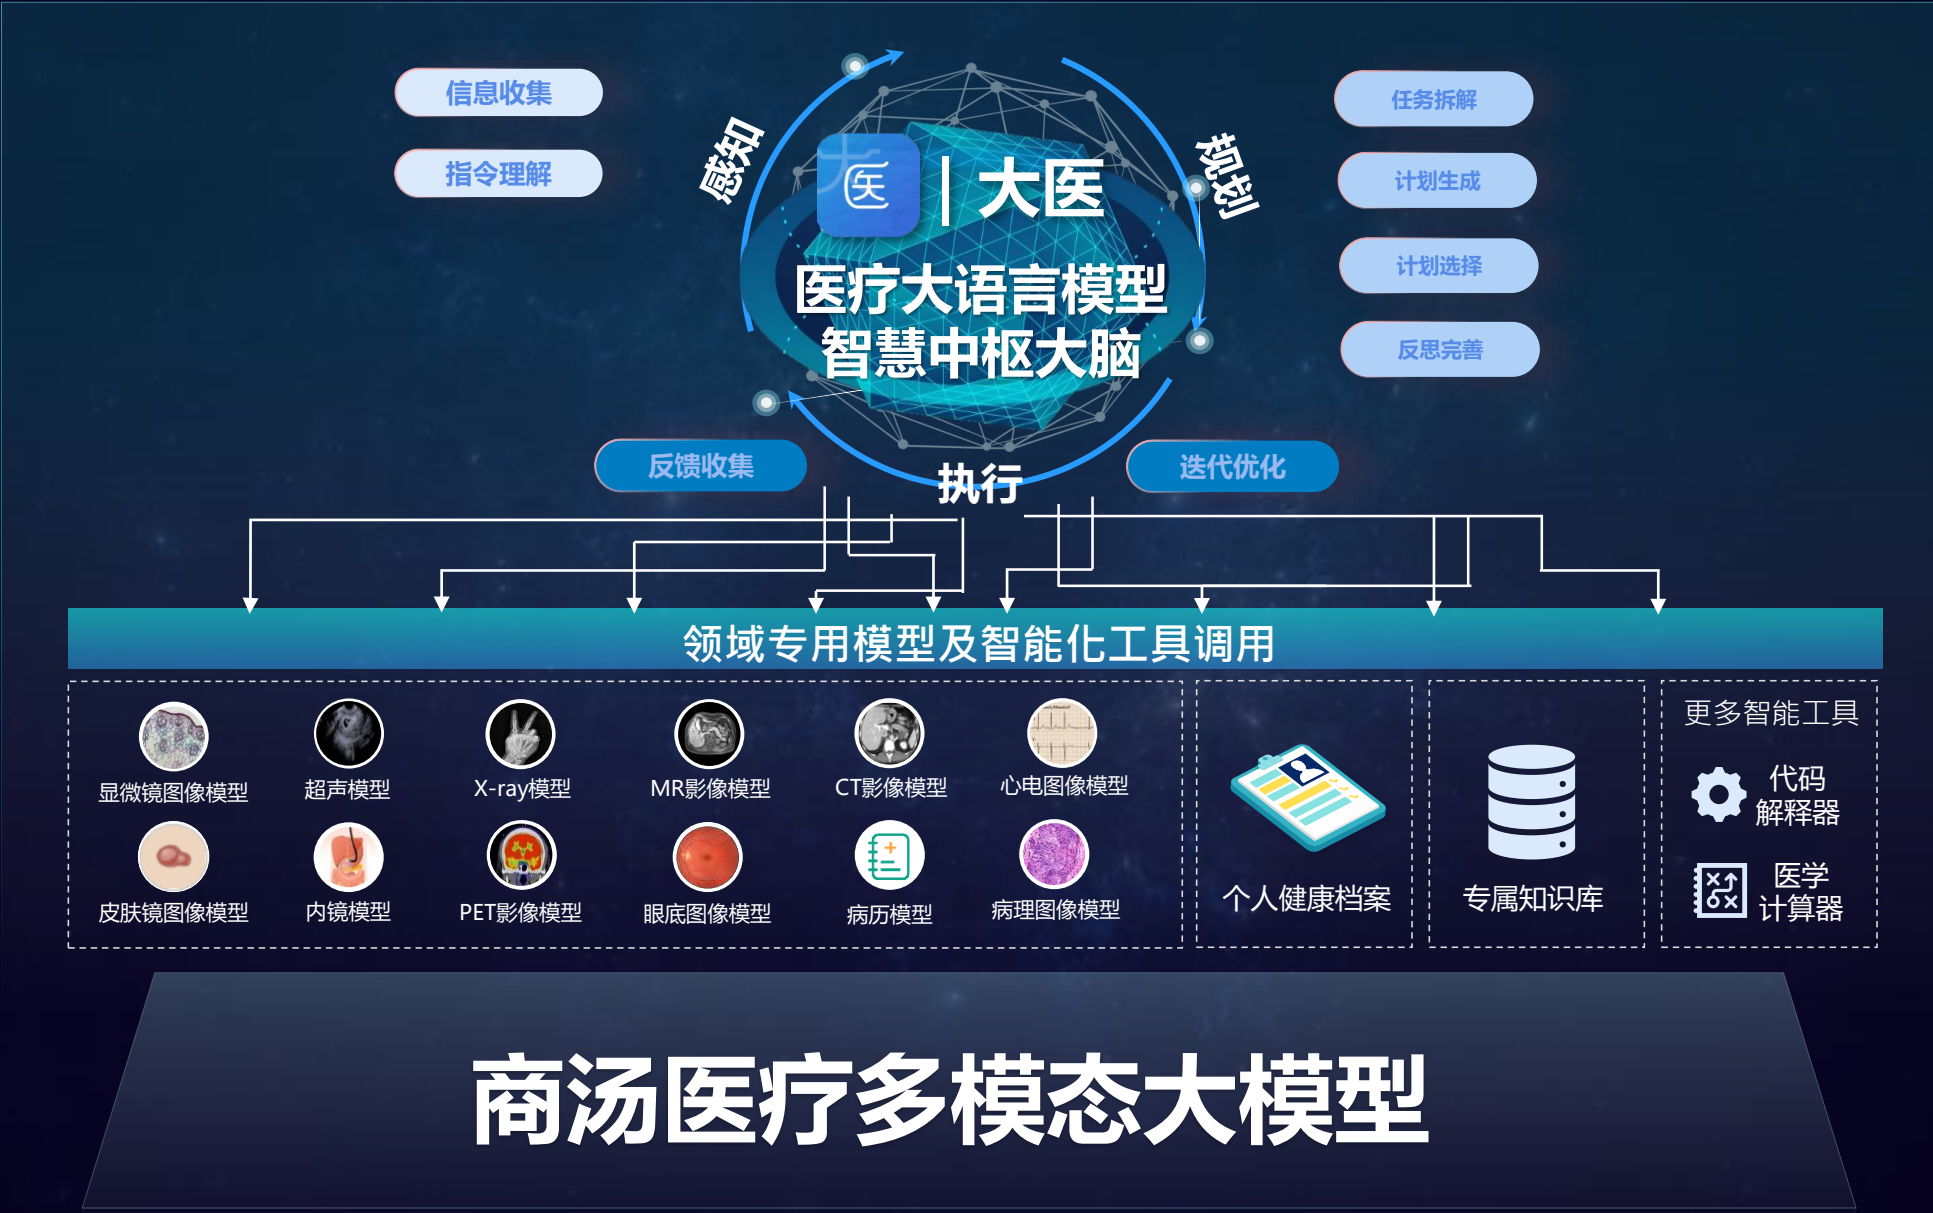 信息收集
指令理解
感知
医
大医
医疗大语言模型
智慧中枢大脑
规划
任务拆解
计划生成
计划选择
反思完善
反馈收集
执行
迭代优化
领域专用模型及智能化工具调用
显微镜图像模型
超声模型
X-ray模型
MR影像模型
CT影像模型
心电图像模型
皮肤镜图像模型
内镜模型
PET影像模型
眼底图像模型
病历模型
病理图像模型
个人健康档案
专属知识库
更多智能工具
代码
解释器
医学
计算器
商汤医疗多模态大模型